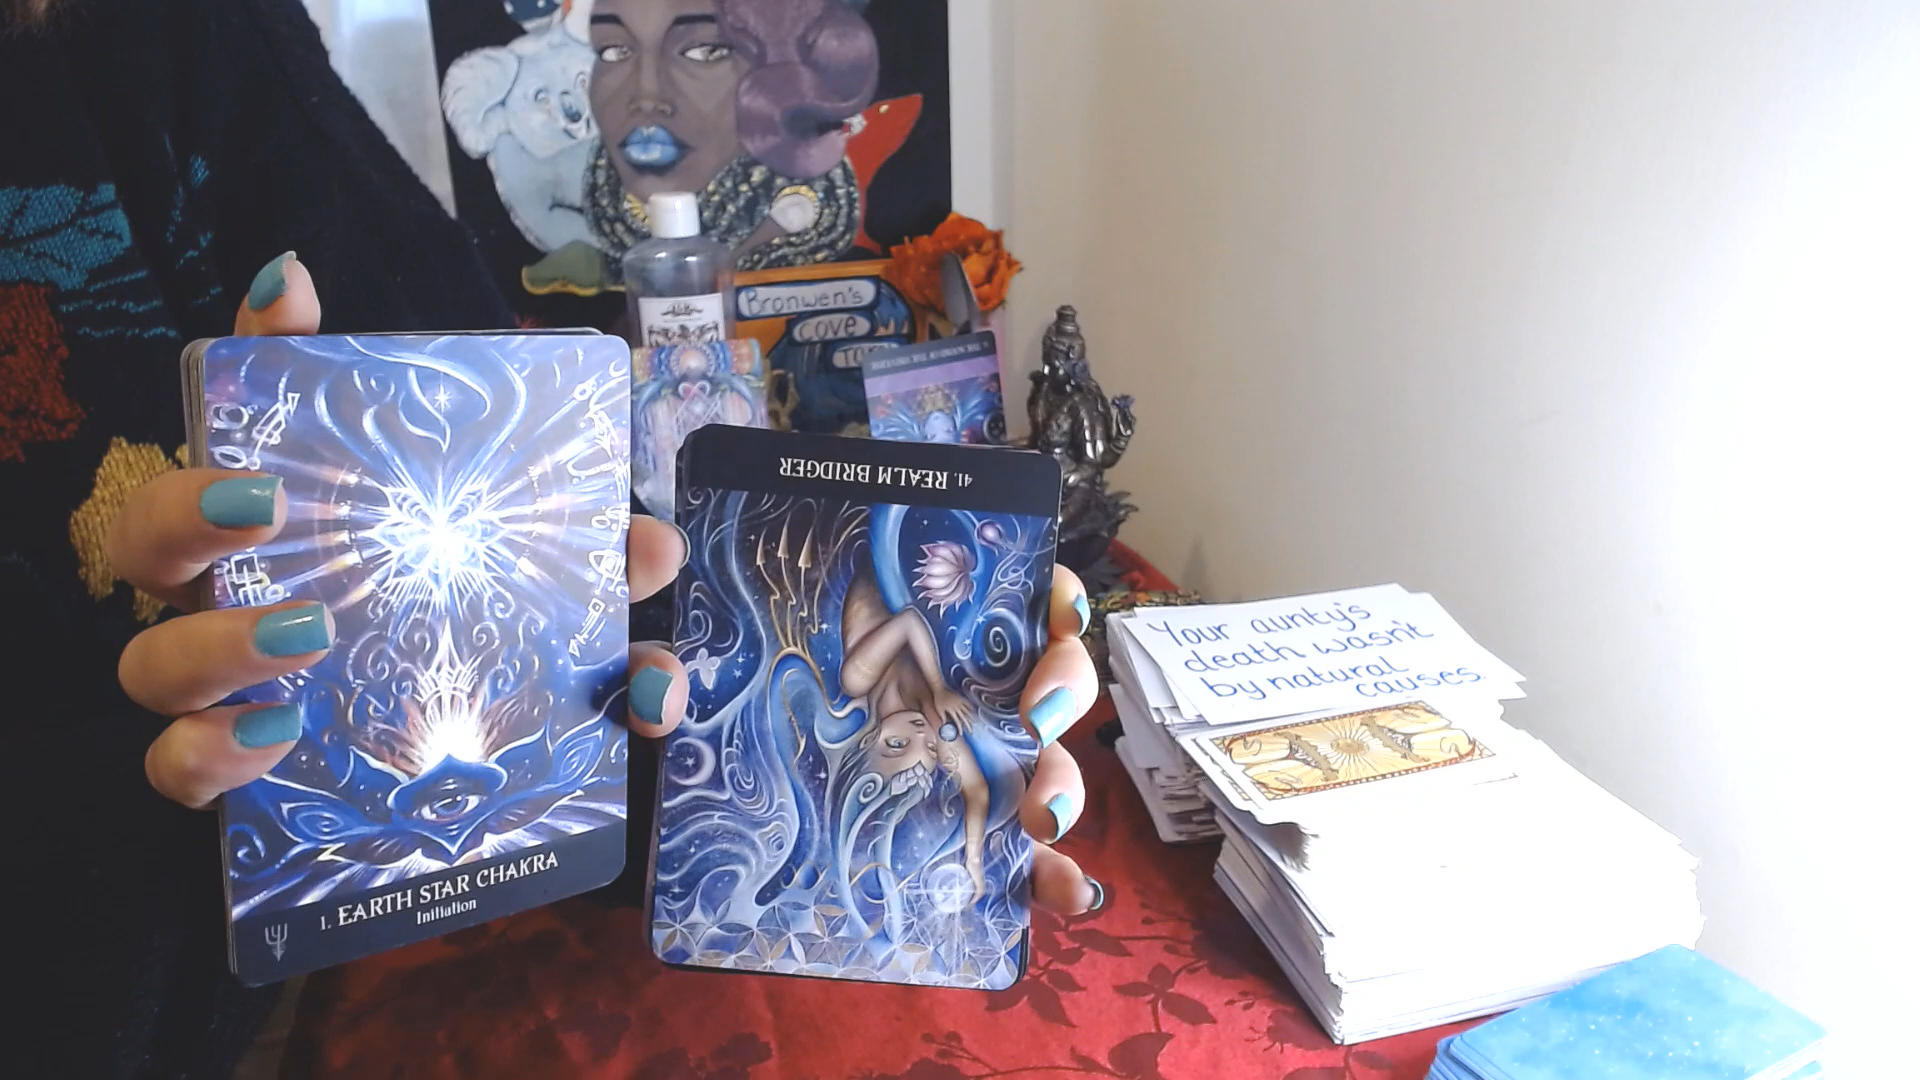 Bronwen's
cove
41. REALM BRIDGER
Your aunty's
death wasn't
by natural
causes.
1. EARTH STAR CHAKRA
Initiation